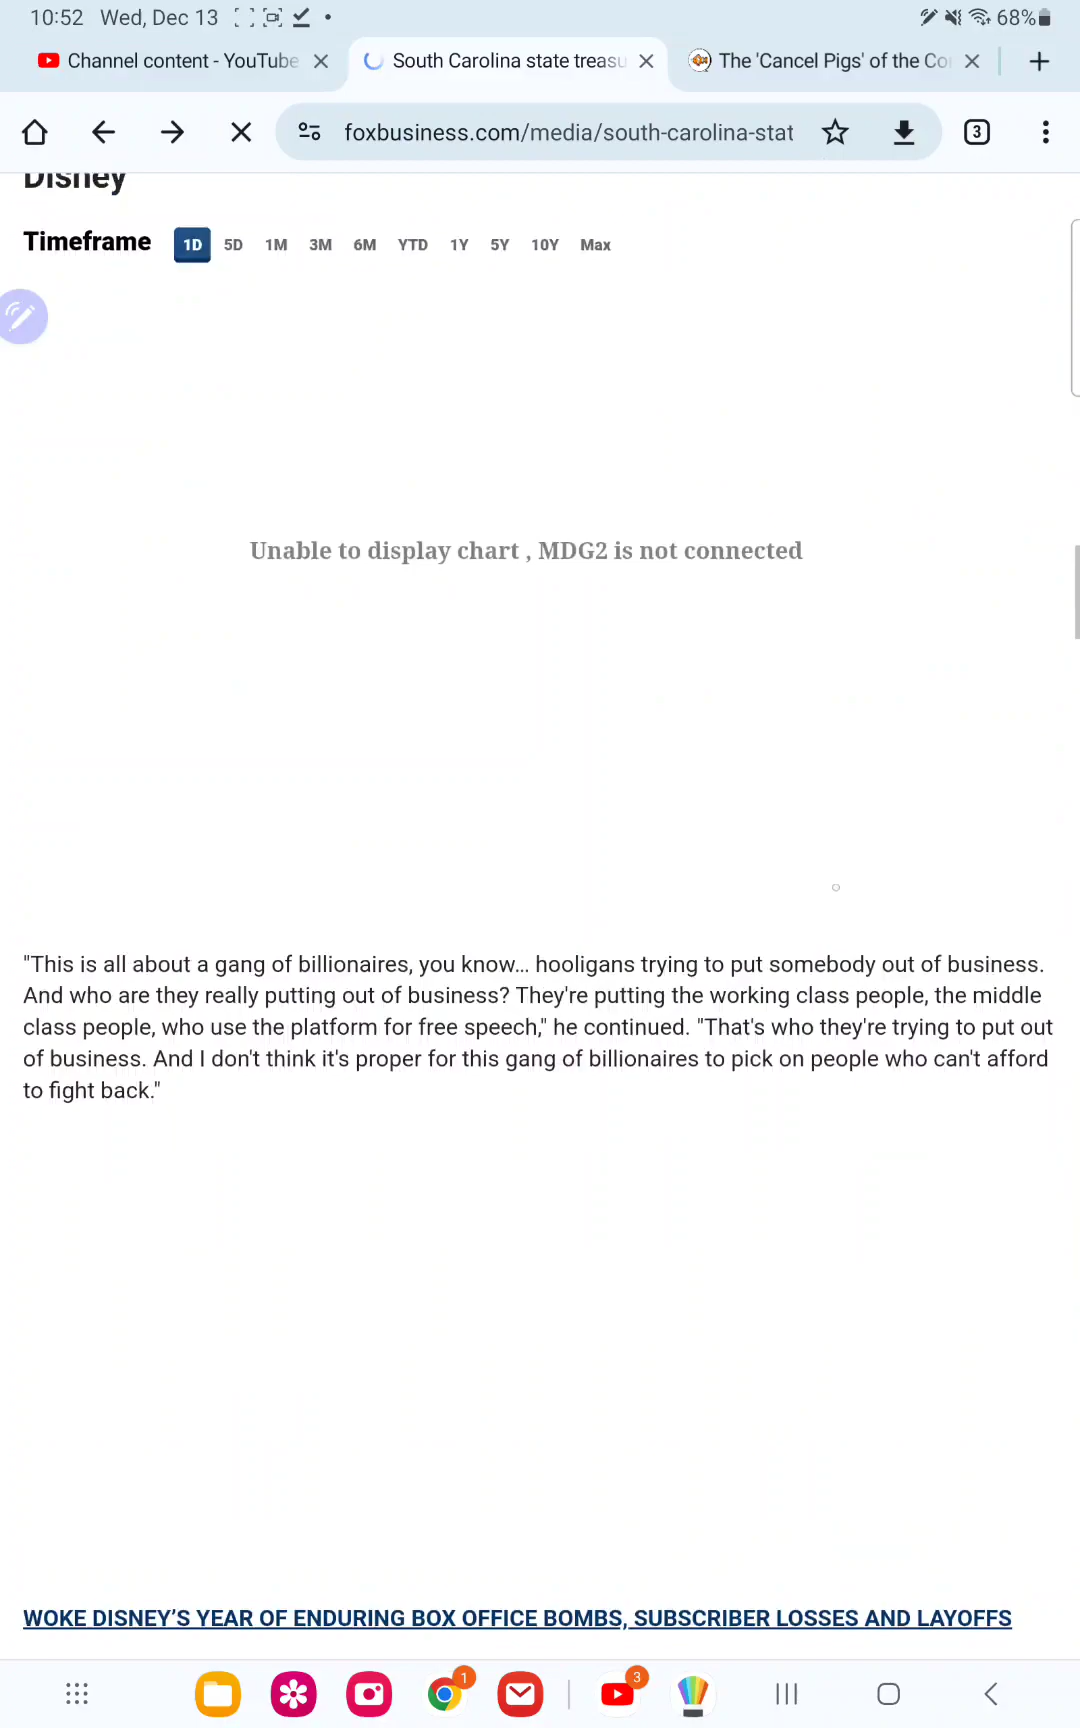 10:52 Wed, Dec 13 68%
Channel content - YouTube South Carolina state treasu The 'Cancel Pigs' of the Co
foxbusiness.com/media/south-carolina-stat 3
Disney
Timeframe 1D 5D 1M 3M 6M YTD 1Y 5Y 10Y Max
Unable to display chart , MDG2 is not connected
"This is all about a gang of billionaires, you know... hooligans trying to put somebody out of business.
And who are they really putting out of business? They're putting the working class people, the middle
class people, who use the platform for free speech," he continued. "That's who they're trying to put out
of business. And I don't think it's proper for this gang of billionaires to pick on people who can't afford
to fight back."
WOKE DISNEY’S YEAR OF ENDURING BOX OFFICE BOMBS, SUBSCRIBER LOSSES AND LAYOFFS
1 3